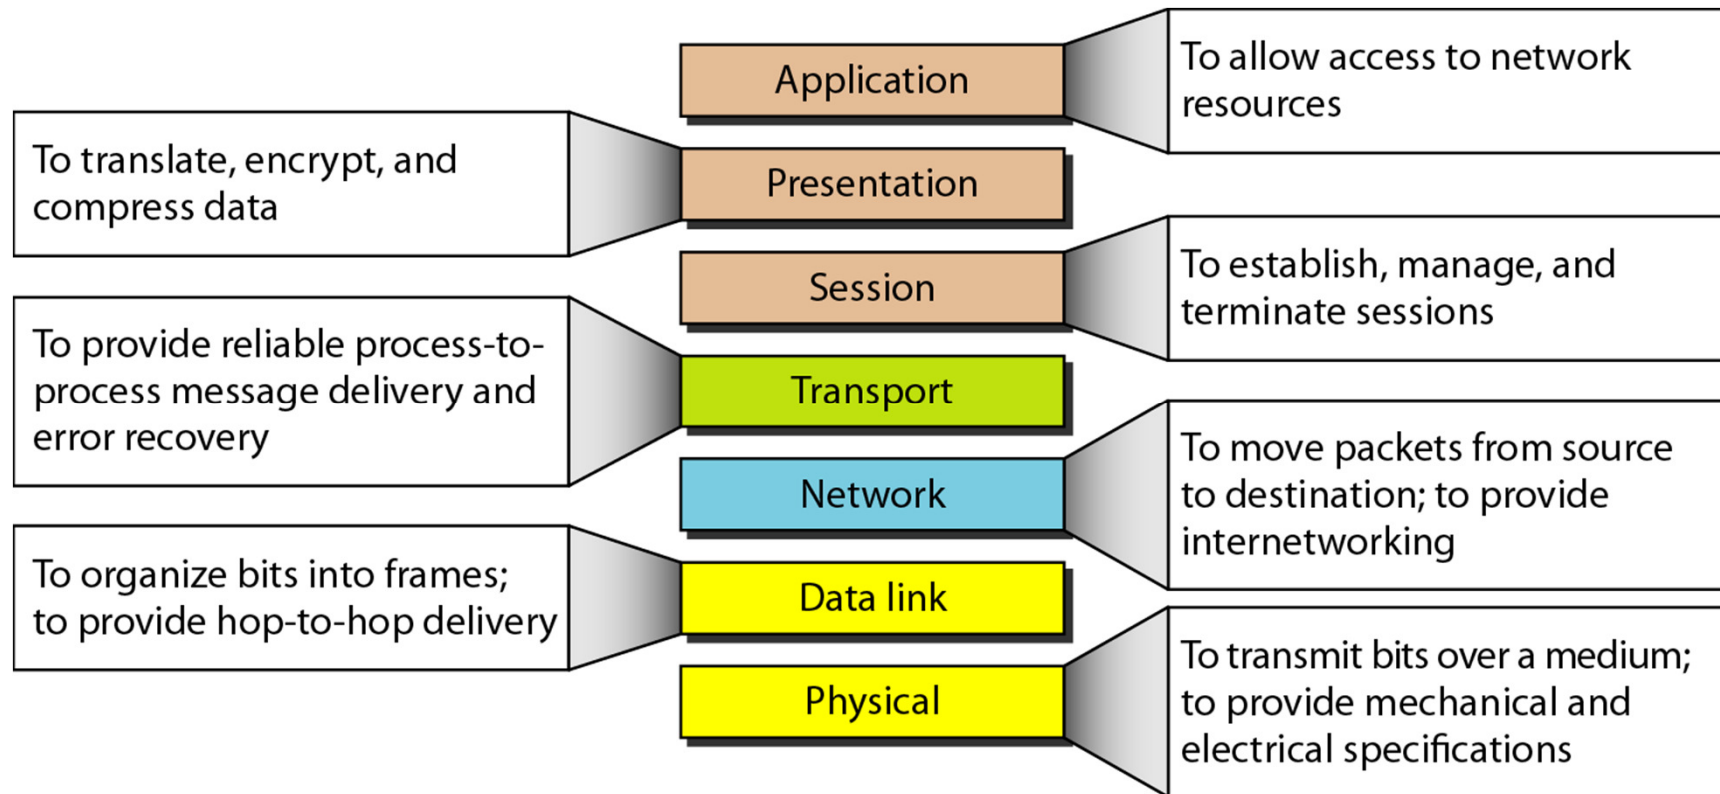 Application
To allow access to network
resources
To translate, encrypt, and
compress data
Presentation
Session
To establish, manage, and
terminate sessions
To provide reliable process-to-
process message delivery and
error recovery
Transport
Network
To move packets from source
to destination; to provide
internetworking
To organize bits into frames;
to provide hop-to-hop delivery
Data link
Physical
To transmit bits over a medium;
to provide mechanical and
electrical specifications